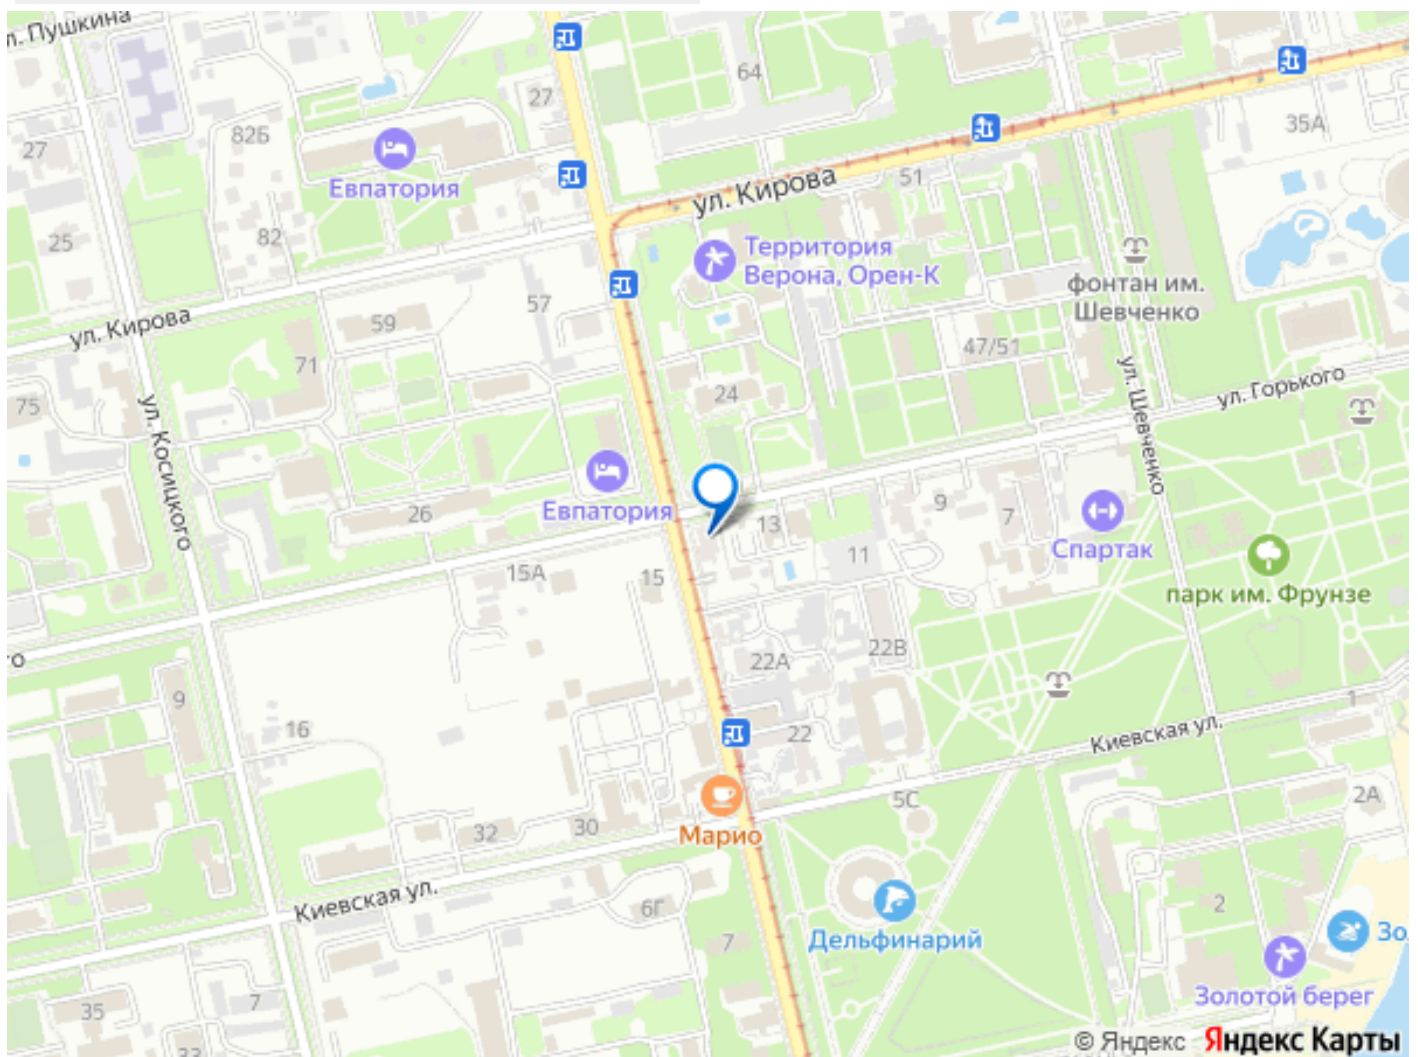 л. Пушкина
64
27
35А
82Б
27
Евпатория
51
ул. Кирова
82
25
Территория
Верона, Орен-К
фонтан им.
Шевченко
57
59
ул. Кирова
47/51
71
ул. Шевченко
ул. Горького
24
75
ул. Косицкого
Евпатория
26
13
9
7
Спартак
11
15А
15
парк им. Фрунзе
го
22А
22В
9
1
16
22
Киевская ул.
5С
2А
Марио
32
30
Киевская ул.
6Г
2
7
Дельфинарий
Зо
Золотой берег
35
7
33
© Яндекс Яндекс Карты